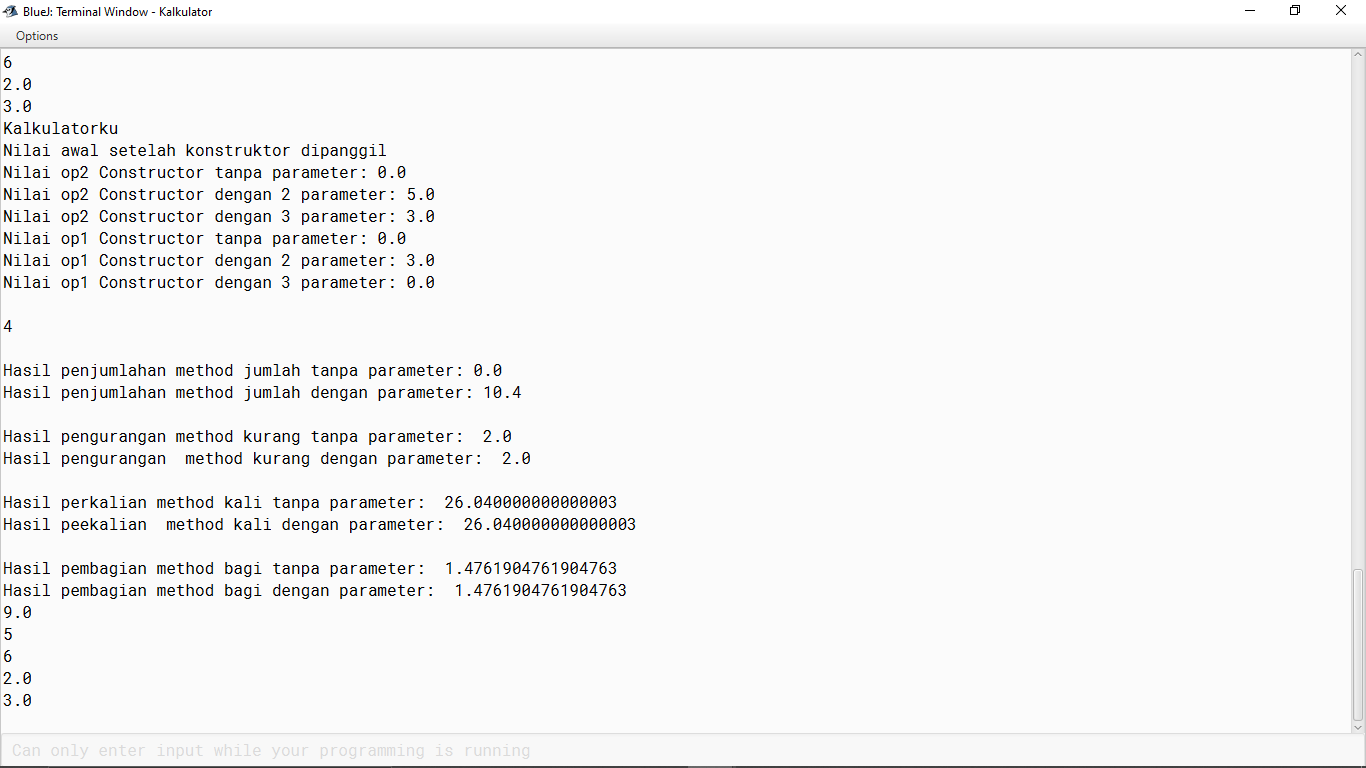 BlueJ: Terminal Window - Kalkulator
Options
6
2.0
3.0
Kalkulatorku
Nilai awal setelah konstruktor dipanggil
Nilai op2 Constructor tanpa parameter: 0.0
Nilai op2 Constructor dengan 2 parameter: 5.0
Nilai op2 Constructor dengan 3 parameter: 3.0
Nilai op1 Constructor tanpa parameter: 0.0
Nilai op1 Constructor dengan 2 parameter: 3.0
Nilai op1 Constructor dengan 3 parameter: 0.0
4
Hasil penjumlahan method jumlah tanpa parameter: 0.0
Hasil penjumlahan method jumlah dengan parameter: 10.4
Hasil pengurangan method kurang tanpa parameter:  2.0
Hasil pengurangan  method kurang dengan parameter:  2.0
Hasil perkalian method kali tanpa parameter:  26.040000000000003
Hasil peekalian  method kali dengan parameter:  26.040000000000003
Hasil pembagian method bagi tanpa parameter:  1.4761904761904763
Hasil pembagian method bagi dengan parameter:  1.4761904761904763
9.0
5
6
2.0
3.0
Can only enter input while your programming is running